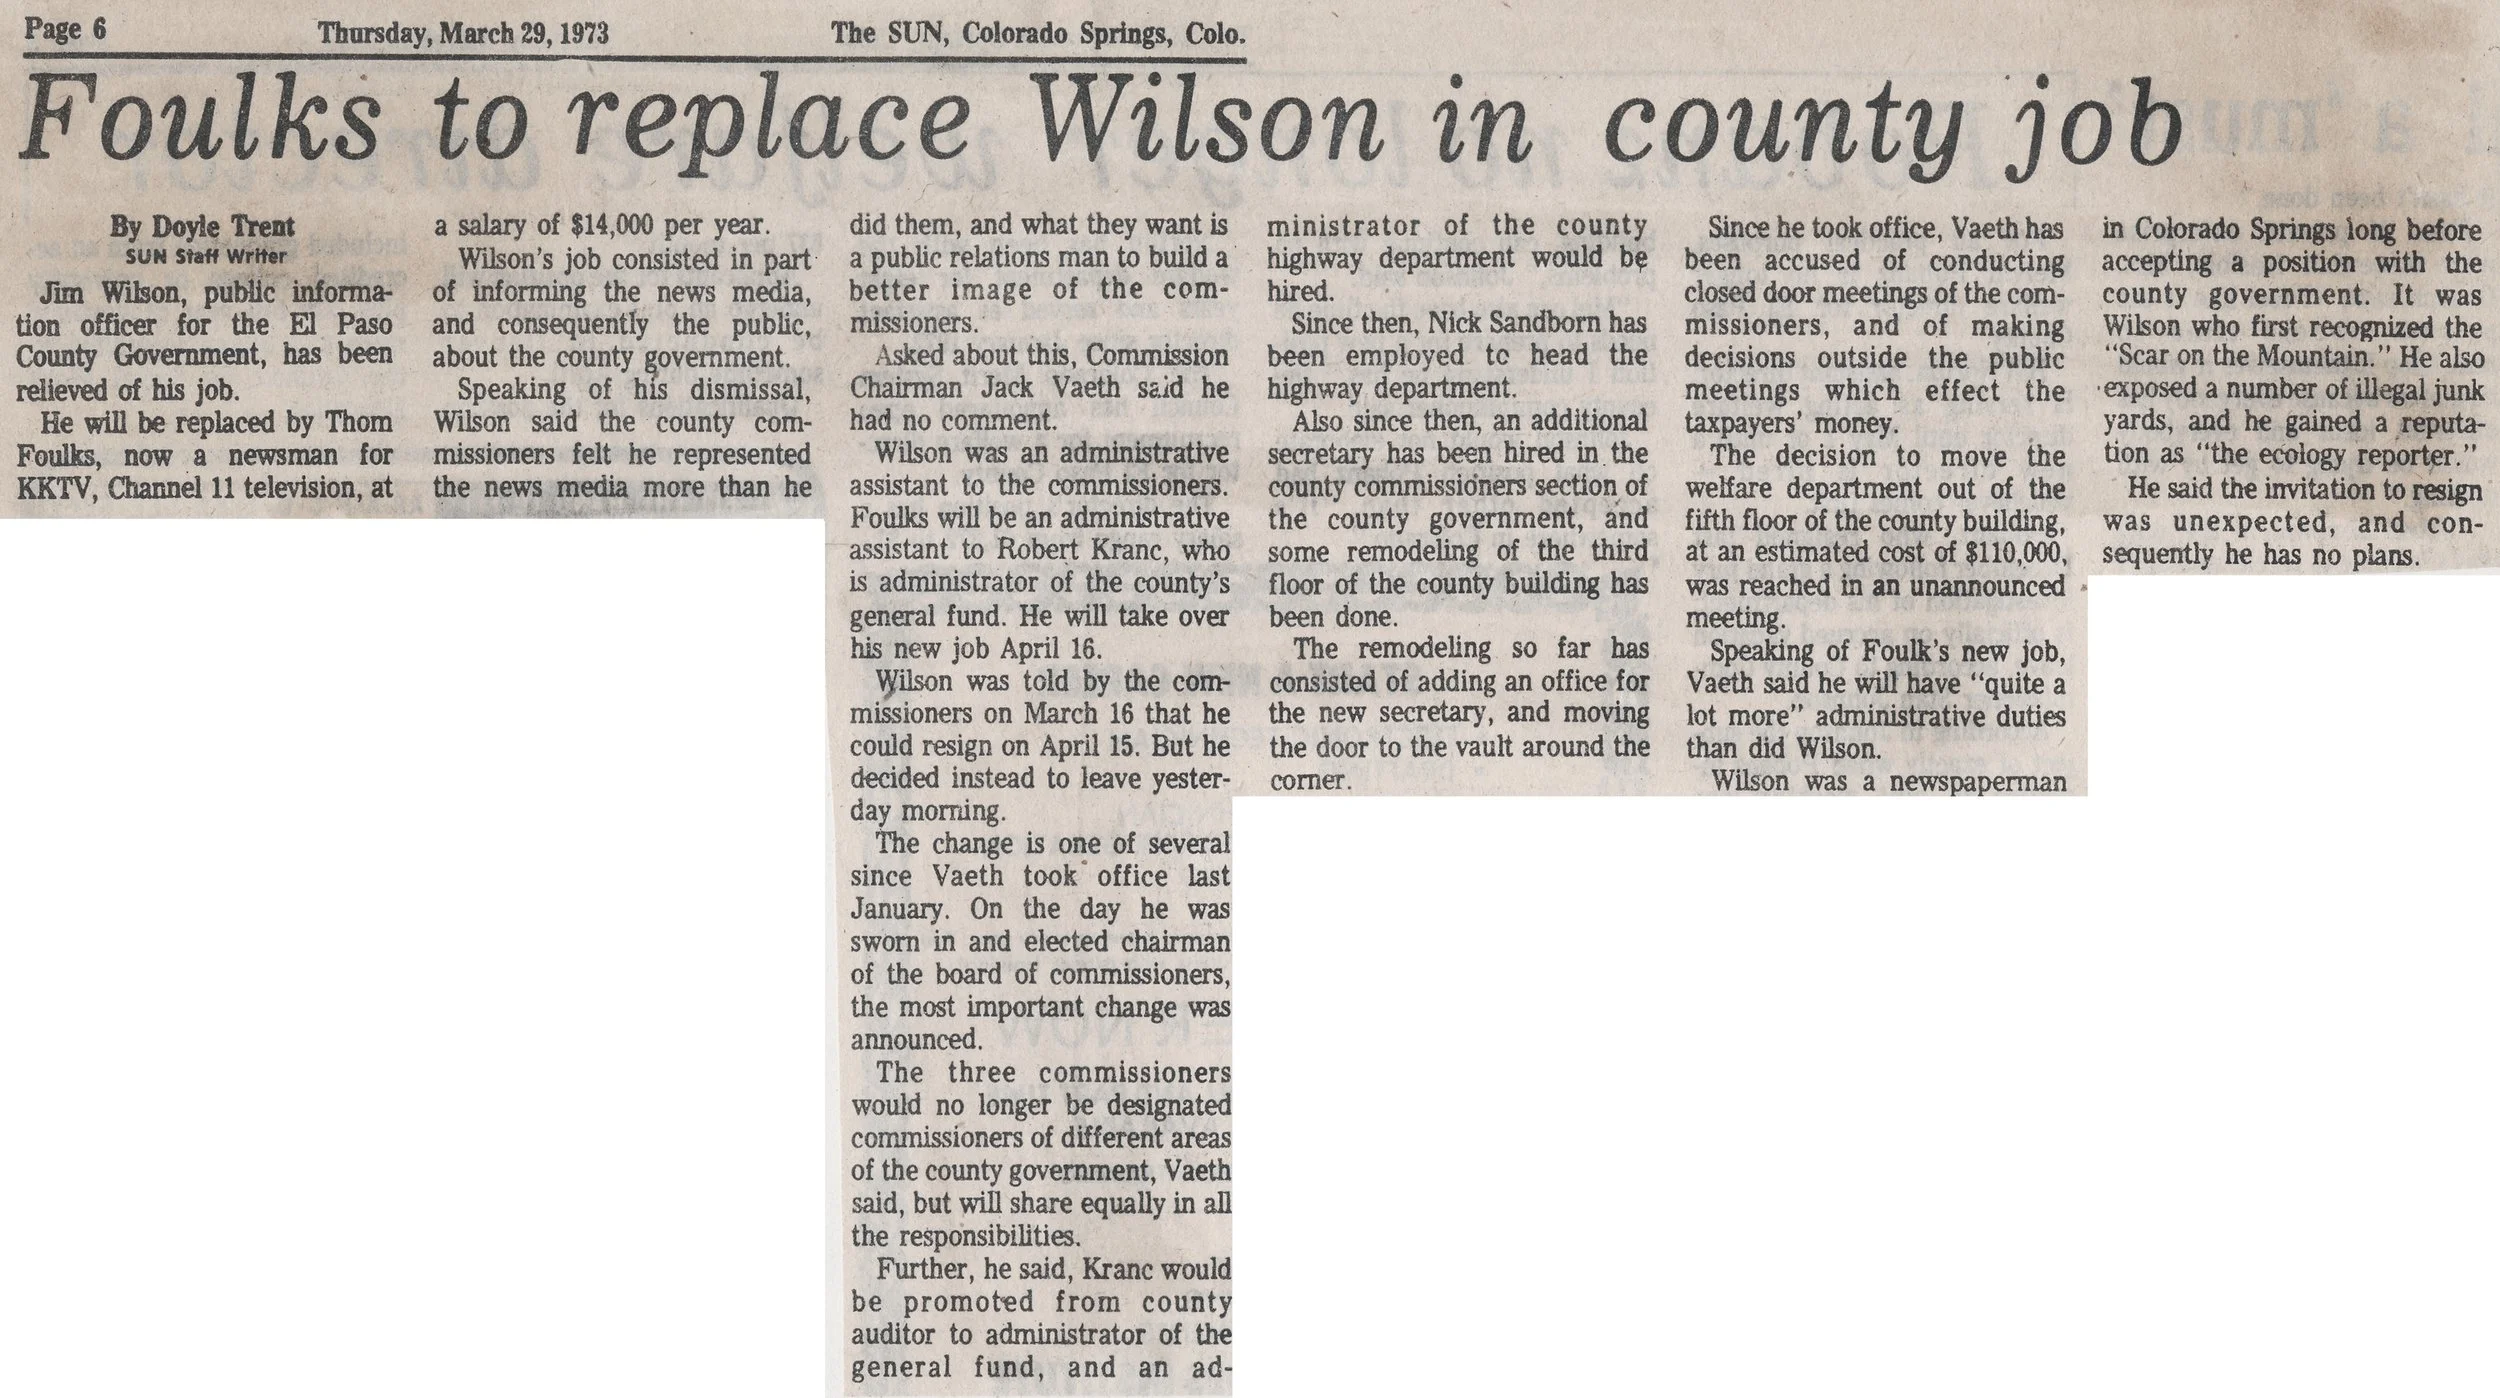 Page 6 Thursday, March 29, 1973 The SUN, Colorado Springs, Colo.
Foulks to replace Wilson in county job
By Doyle Trent
SUN Staff Writer
Jim Wilson, public informa-
tion officer for the El Paso
County Government, has been
relieved of his job.
He will be replaced by Thom
Foulks, now a newsman for
KKTV, Channel 11 television, at
a salary of $14,000 per year.
Wilson's job consisted in part
of informing the news media,
and consequently the public,
about the county government.
Speaking of his dismissal,
Wilson said the county com-
missioners felt he represented
the news media more than he
did them, and what they want is
a public relations man to build a
better image of the com-
missioners.
Asked about this, Commission
Chairman Jack Vaeth said he
had no comment.
Wilson was an administrative
assistant to the commissioners.
Foulks will be an administrative
assistant to Robert Kranc, who
is administrator of the county's
general fund. He will take over
his new job April 16.
Wilson was told by the com-
missioners on March 16 that he
could resign on April 15. But he
decided instead to leave yester-
day morning.
The change is one of several
since Vaeth took office last
January. On the day he was
sworn in and elected chairman
of the board of commissioners,
the most important change was
announced.
The three commissioners
would no longer be designated
commissioners of different areas
of the county government, Vaeth
said, but will share equally in all
the responsibilities.
Further, he said, Kranc would
be promoted from county
auditor to administrator of the
general fund, and an ad-
ministrator of the county
highway department would be
hired.
Since then, Nick Sandborn has
been employed to head the
highway department.
Also since then, an additional
secretary has been hired in the
county commissioners section of
the county government, and
some remodeling of the third
floor of the county building has
been done.
The remodeling so far has
consisted of adding an office for
the new secretary, and moving
the door to the vault around the
corner.
Since he took office, Vaeth has
been accused of conducting
closed door meetings of the com-
missioners, and of making
decisions outside the public
meetings which effect the
taxpayers' money.
The decision to move the
welfare department out of the
fifth floor of the county building,
at an estimated cost of $110,000,
was reached in an unannounced
meeting.
Speaking of Foulk's new job,
Vaeth said he will have "quite a
lot more" administrative duties
than did Wilson.
Wilson was a newspaperman
in Colorado Springs long before
accepting a position with the
county government. It was
Wilson who first recognized the
"Scar on the Mountain." He also
exposed a number of illegal junk
yards, and he gained a reputa-
tion as "the ecology reporter."
He said the invitation to resign
was unexpected, and con-
sequently he has no plans.